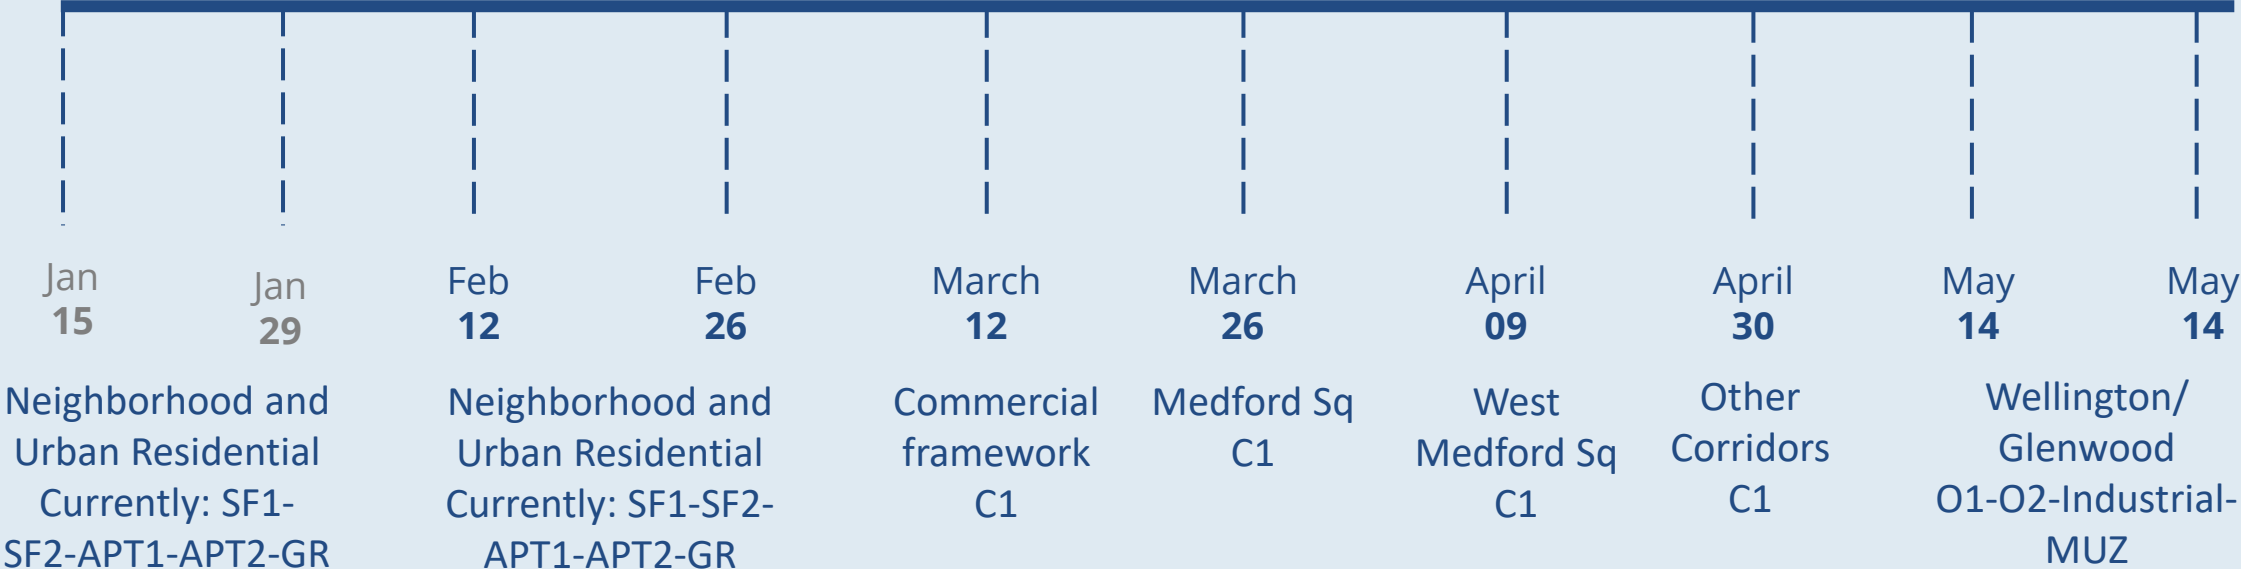 Jan
15
Jan
29
Feb
12
Feb
26
March
12
March
26
April
09
April
30
May
14
May
14
Neighborhood and
Urban Residential
Currently: SF1-
SF2-APT1-APT2-GR
Neighborhood and
Urban Residential
Currently: SF1-SF2-
APT1-APT2-GR
Commercial
framework
C1
Medford Sq
C1
West
Medford Sq
C1
Other
Corridors
C1
Wellington/
Glenwood
O1-O2-Industrial-
MUZ